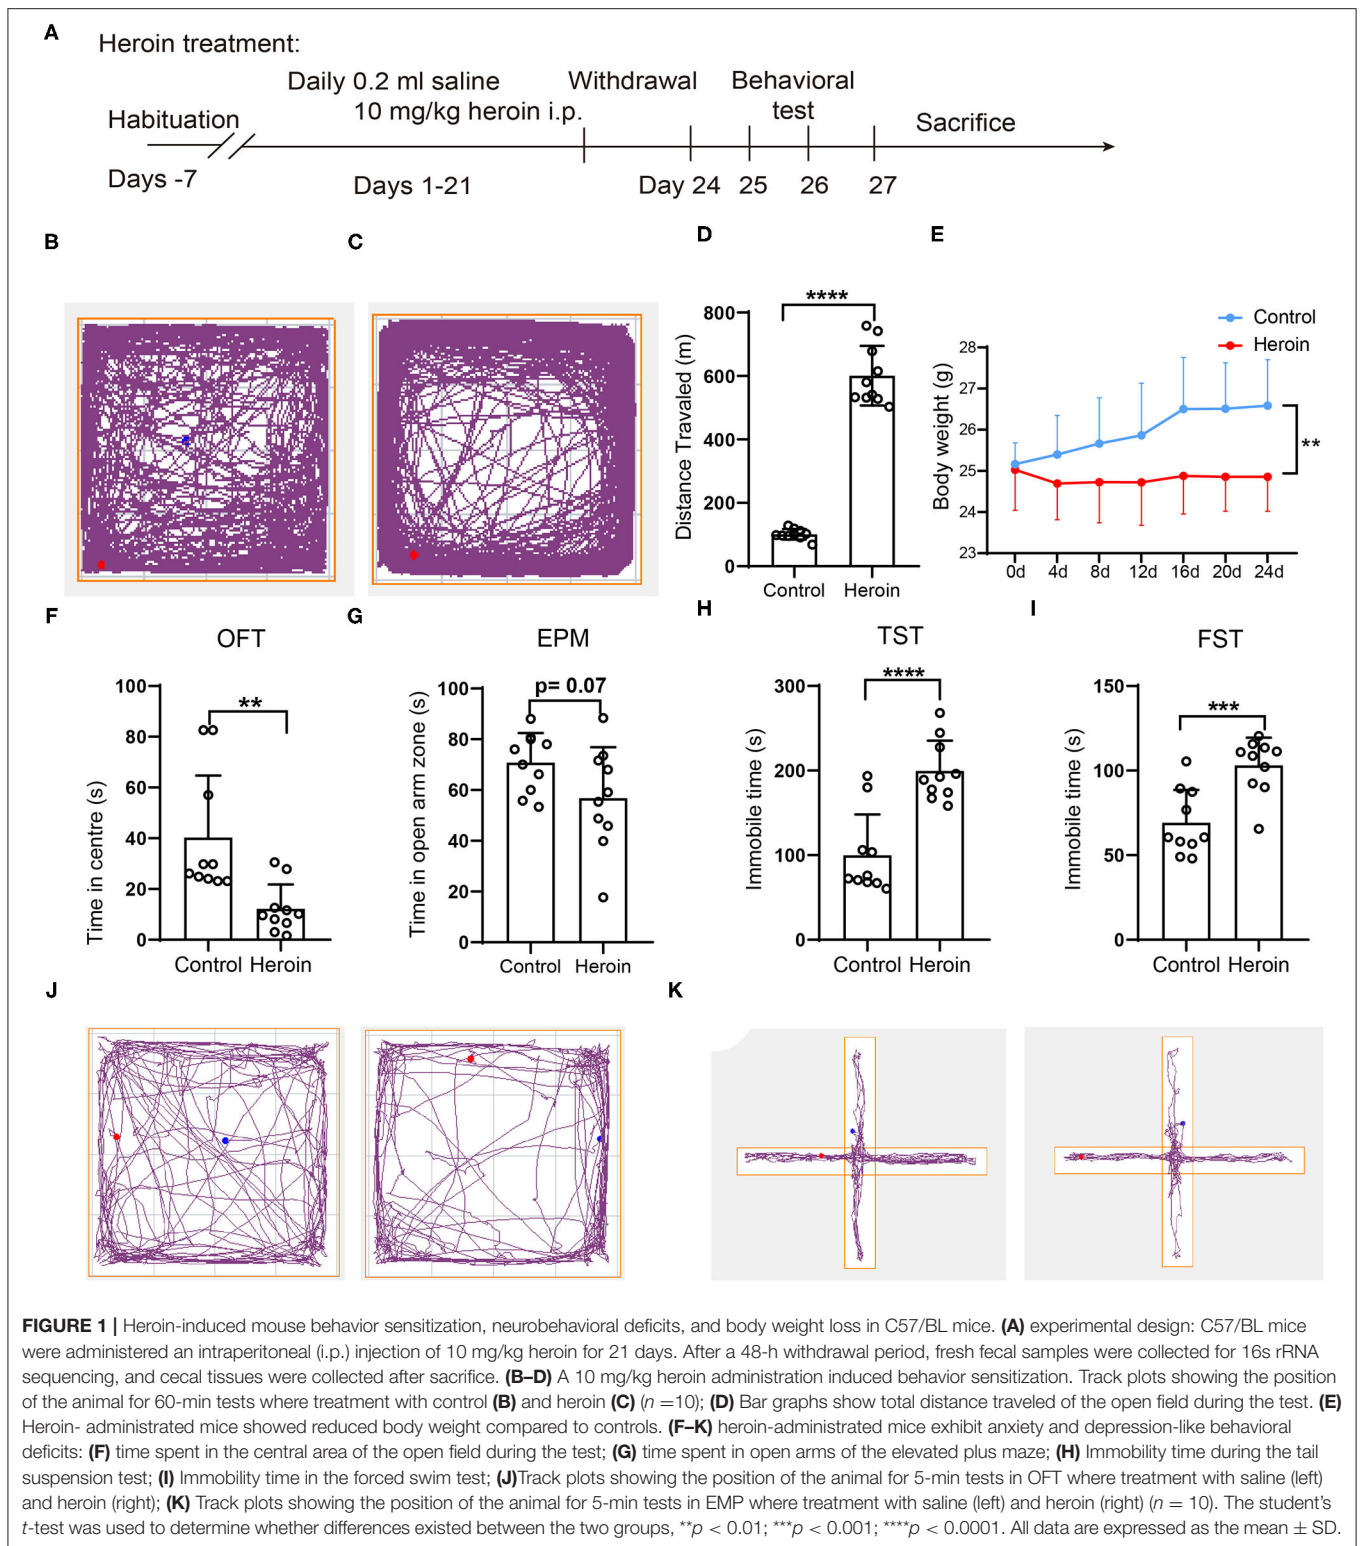 A
Heroin treatment:
Daily 0.2 ml saline
Withdrawal
Behavioral
10 mg/kg heroin i.p.
test
Habituation
Sacrifice
Days -7
Days 1-21
Day 24
25
26
27
B
C
D
****
Distance Travaled (m)
800
600
400
200
0
Control
Heroin
E
Control
Heroin
Body weight (g)
28
27
26
25
24
23
**
0d
4d
8d
12d
16d
20d
24d
F
OFT
**
Time in centre (s)
100
80
60
40
20
0
Control
Heroin
G
EPM
p= 0.07
Time in open arm zone (s)
100
80
60
40
20
0
Control
Heroin
H
TST
****
Immobile time (s)
300
200
100
0
Control
Heroin
I
FST
***
Immobile time (s)
150
100
50
0
Control
Heroin
J
K
FIGURE 1 | Heroin-induced mouse behavior sensitization, neurobehavioral deficits, and body weight loss in C57/BL mice. (A) experimental design: C57/BL mice
were administered an intraperitoneal (i.p.) injection of 10 mg/kg heroin for 21 days. After a 48-h withdrawal period, fresh fecal samples were collected for 16s rRNA
sequencing, and cecal tissues were collected after sacrifice. (B–D) A 10 mg/kg heroin administration induced behavior sensitization. Track plots showing the position
of the animal for 60-min tests where treatment with control (B) and heroin (C) (n =10); (D) Bar graphs show total distance traveled of the open field during the test. (E)
Heroin- administrated mice showed reduced body weight compared to controls. (F–K) heroin-administrated mice exhibit anxiety and depression-like behavioral
deficits: (F) time spent in the central area of the open field during the test; (G) time spent in open arms of the elevated plus maze; (H) Immobility time during the tail
suspension test; (I) Immobility time in the forced swim test; (J)Track plots showing the position of the animal for 5-min tests in OFT where treatment with saline (left)
and heroin (right); (K) Track plots showing the position of the animal for 5-min tests in EMP where treatment with saline (left) and heroin (right) (n = 10). The student's
t-test was used to determine whether differences existed between the two groups, **p < 0.01; ***p < 0.001; ****p < 0.0001. All data are expressed as the mean ± SD.